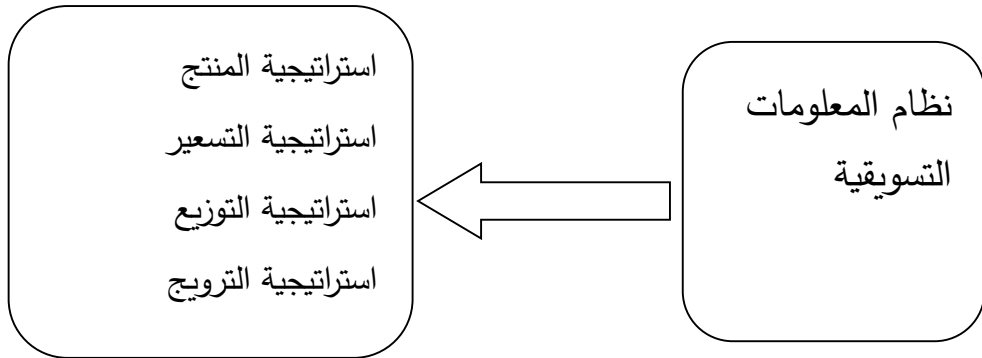 نظام المعلومات
التسويقية
استراتيجية المنتج
استراتيجية التسعير
استراتيجية التوزيع
استراتيجية الترويج